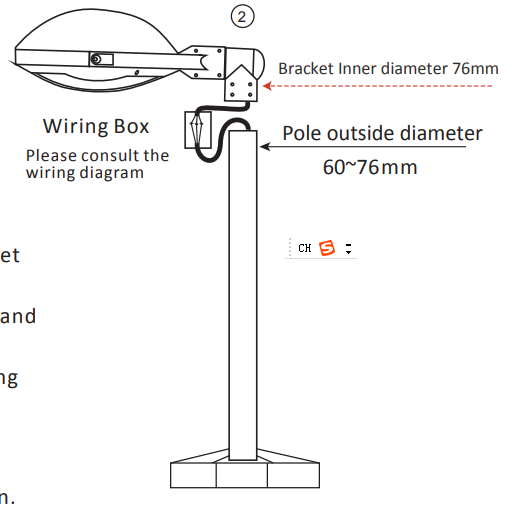 2
Bracket Inner diameter 76mm
Wiring Box
Please consult the
wiring diagram
Pole outside diameter
60~76mm
et
CH S
and
ng
n.